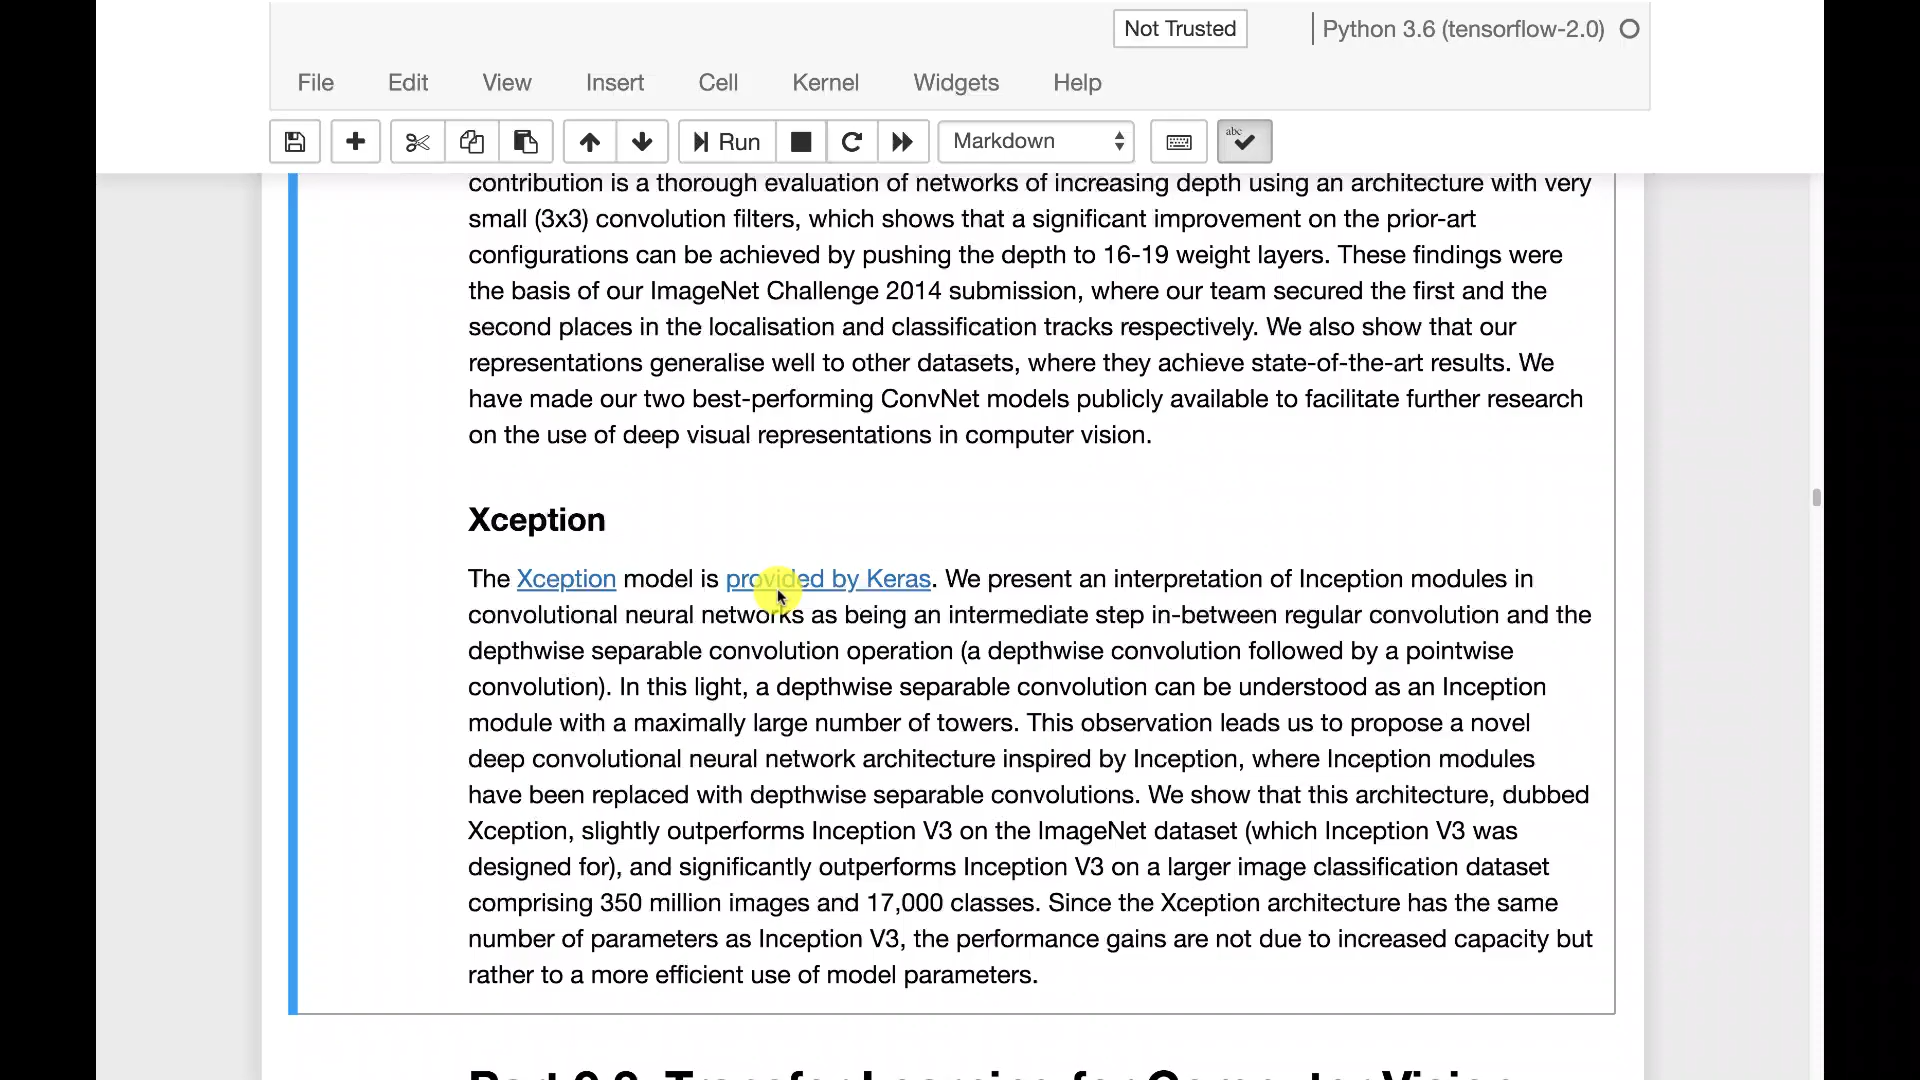 Not Trusted
Python 3.6 (tensorflow-2.0)
File Edit View Insert Cell Kernel Widgets Help
Run Markdown abc
contribution is a thorough evaluation of networks of increasing depth using an architecture with very
small (3x3) convolution filters, which shows that a significant improvement on the prior-art
configurations can be achieved by pushing the depth to 16-19 weight layers. These findings were
the basis of our ImageNet Challenge 2014 submission, where our team secured the first and the
second places in the localisation and classification tracks respectively. We also show that our
representations generalise well to other datasets, where they achieve state-of-the-art results. We
have made our two best-performing ConvNet models publicly available to facilitate further research
on the use of deep visual representations in computer vision.
Xception
The Xception model is provided by Keras. We present an interpretation of Inception modules in
convolutional neural networks as being an intermediate step in-between regular convolution and the
depthwise separable convolution operation (a depthwise convolution followed by a pointwise
convolution). In this light, a depthwise separable convolution can be understood as an Inception
module with a maximally large number of towers. This observation leads us to propose a novel
deep convolutional neural network architecture inspired by Inception, where Inception modules
have been replaced with depthwise separable convolutions. We show that this architecture, dubbed
Xception, slightly outperforms Inception V3 on the ImageNet dataset (which Inception V3 was
designed for), and significantly outperforms Inception V3 on a larger image classification dataset
comprising 350 million images and 17,000 classes. Since the Xception architecture has the same
number of parameters as Inception V3, the performance gains are not due to increased capacity but
rather to a more efficient use of model parameters.
Transfer Learning for Computer Vision